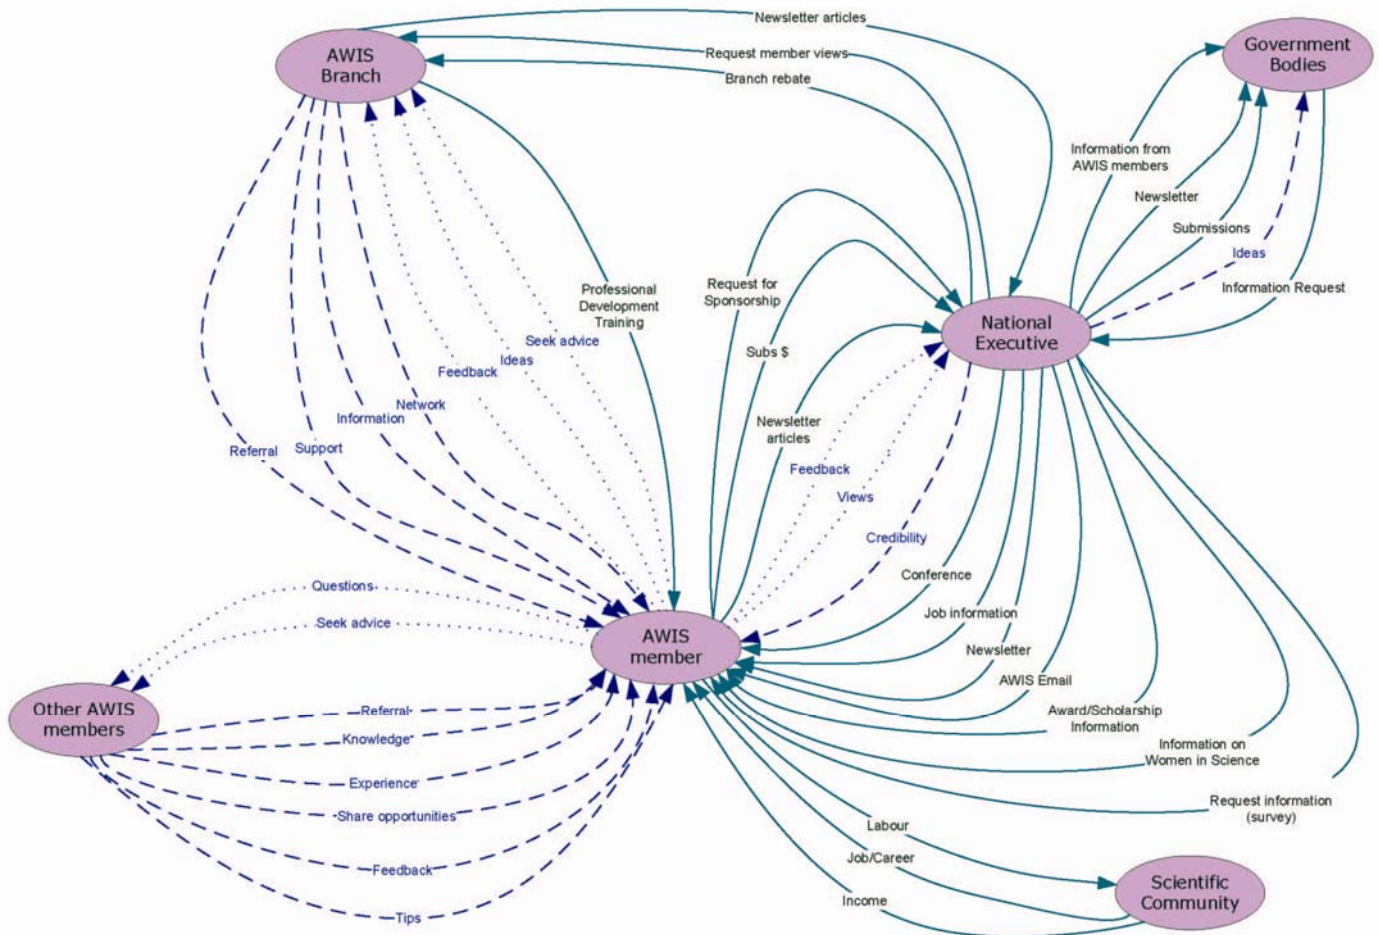 Newsletter articles
AWIS
Branch
Request member views
Branch rebate
Government
Bodies
Information from
AWIS members
Newsletter
Submissions
Ideas
Information Request
Professional
Development
Training
Request for
Sponsorship
National
Executive
Seek advice
Ideas
Feedback
Subs $
Network
Information
Support
Referral
Newsletter
articles
Feedback
Views
Credibility
Conference
Job information
Newsletter
AWIS Email
Award/Scholarship
Information
Information on
Women in Science
Request information
(survey)
Questions
Seek advice
AWIS
member
Other AWIS
members
Referral
Knowledge
Experience
Share opportunities
Feedback
Tips
Labour
Job/Career
Income
Scientific
Community